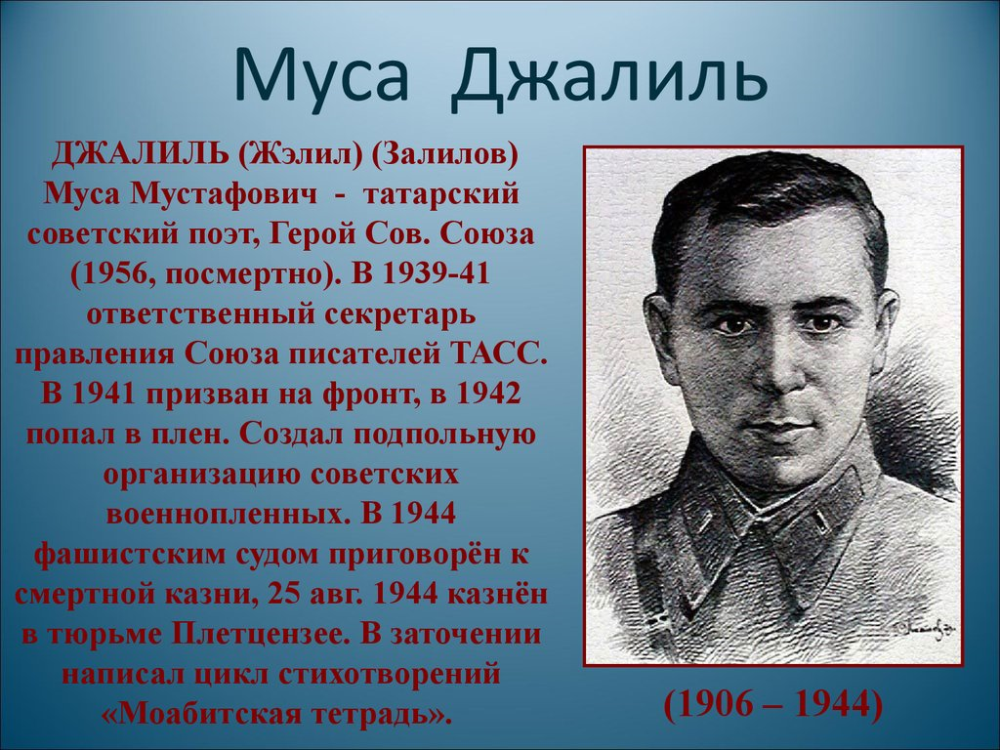 Муса Джалиль
ДЖАЛИЛЬ (Жэлил) (Залилов)
Муса Мустафович - татарский
советский поэт, Герой Сов. Союза
(1956, посмертно). В 1939-41
ответственный секретарь
правления Союза писателей ТАСС.
В 1941 призван на фронт, в 1942
попал в плен. Создал подпольную
организацию советских
военнопленных. В 1944
фашистским судом приговорён к
смертной казни, 25 авг. 1944 казнён
в тюрьме Плетцензее. В заточении
написал цикл стихотворений
«Моабитская тетрадь».
(1906 – 1944)